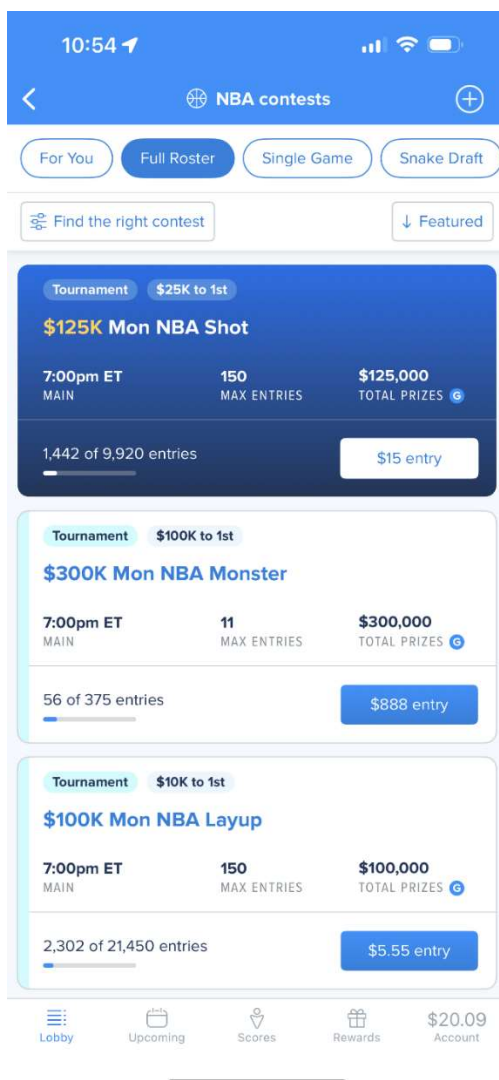 10:54
NBA contests
For You Full Roster Single Game Snake Draft
Find the right contest ↓ Featured
Tournament $25K to 1st
$125K Mon NBA Shot
7:00pm ET 150 $125,000
MAIN MAX ENTRIES TOTAL PRIZES G
1,442 of 9,920 entries $15 entry
Tournament $100K to 1st
$300K Mon NBA Monster
7:00pm ET 11 $300,000
MAIN MAX ENTRIES TOTAL PRIZES G
56 of 375 entries $888 entry
Tournament $10K to 1st
$100K Mon NBA Layup
7:00pm ET 150 $100,000
MAIN MAX ENTRIES TOTAL PRIZES G
2,302 of 21,450 entries $5.55 entry
$20.09
Lobby Upcoming Scores Rewards Account